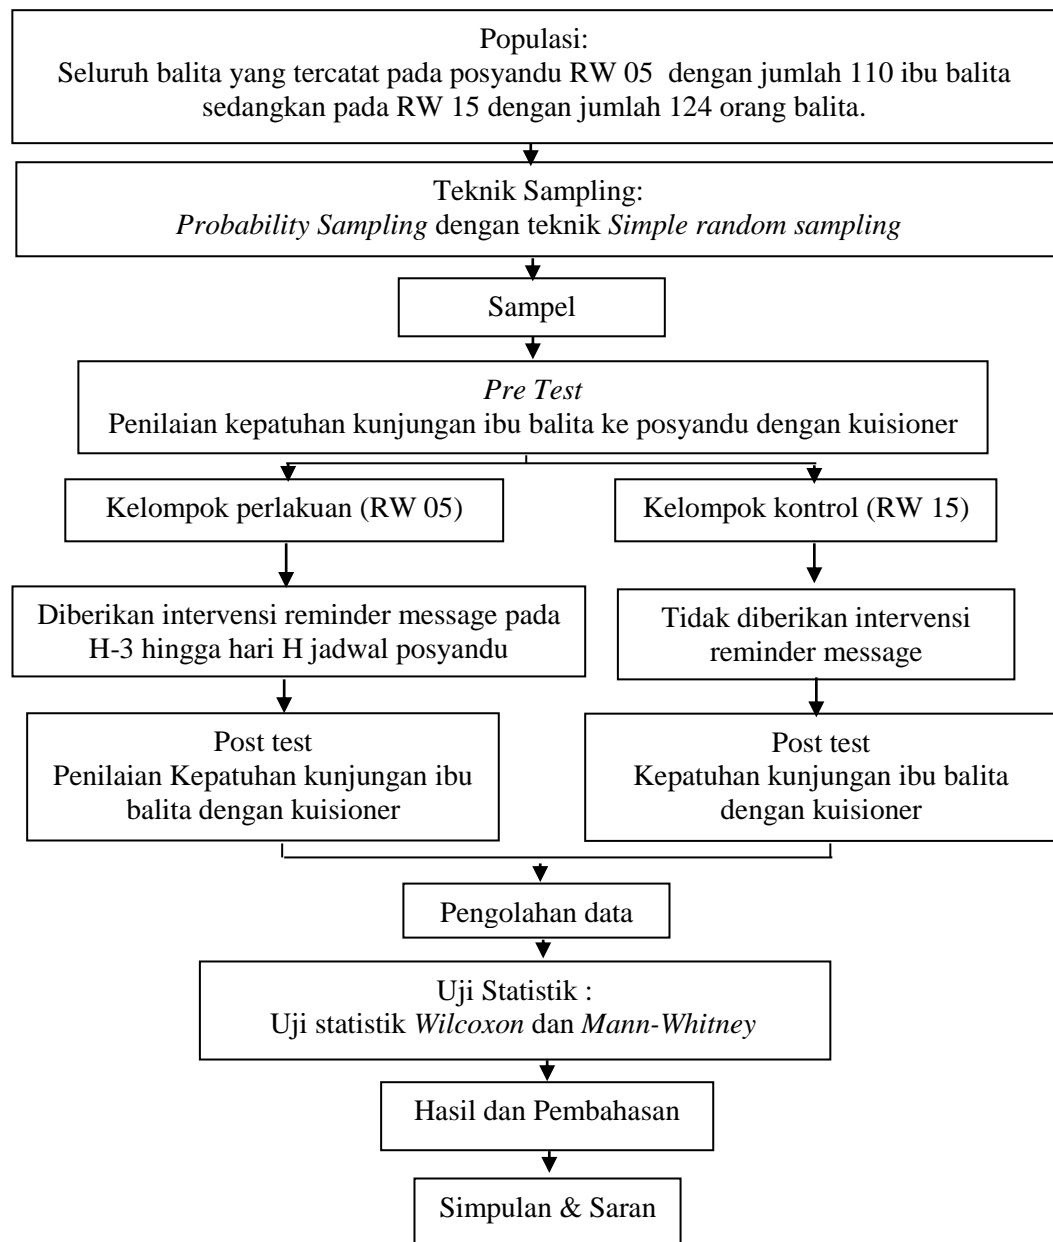 Populasi:
Seluruh balita yang tercatat pada posyandu RW 05 dengan jumlah 110 ibu balita
sedangkan pada RW 15 dengan jumlah 124 orang balita.
Teknik Sampling:
Probability Sampling dengan teknik Simple random sampling
Sampel
Pre Test
Penilaian kepatuhan kunjungan ibu balita ke posyandu dengan kuisioner
Kelompok perlakuan (RW 05)
Kelompok kontrol (RW 15)
Diberikan intervensi reminder message pada
H-3 hingga hari H jadwal posyandu
Tidak diberikan intervensi
reminder message
Post test
Penilaian Kepatuhan kunjungan ibu
balita dengan kuisioner
Post test
Kepatuhan kunjungan ibu balita
dengan kuisioner
Pengolahan data
Uji Statistik :
Uji statistik Wilcoxon dan Mann-Whitney
Hasil dan Pembahasan
Simpulan & Saran